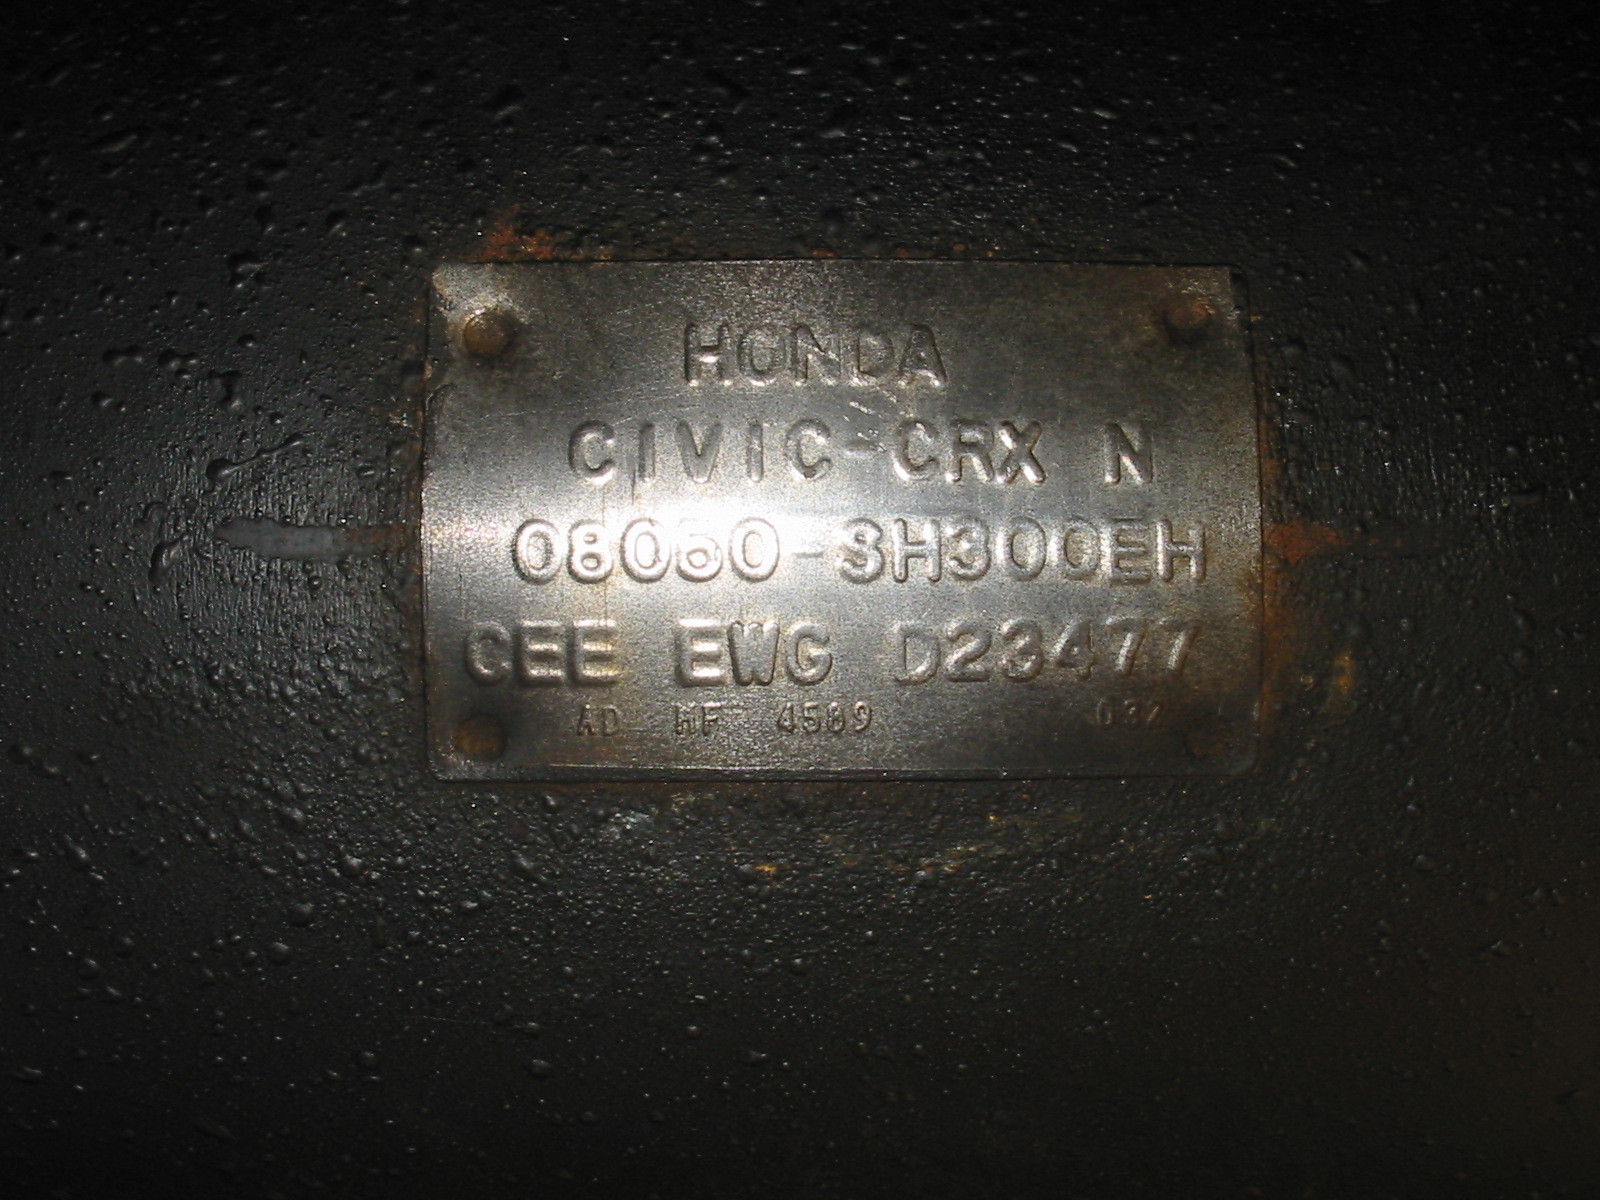 HONDA
CIVIC-CRX N
08060-SH300EH
CEE EWG D23477
AD HF 4589 032